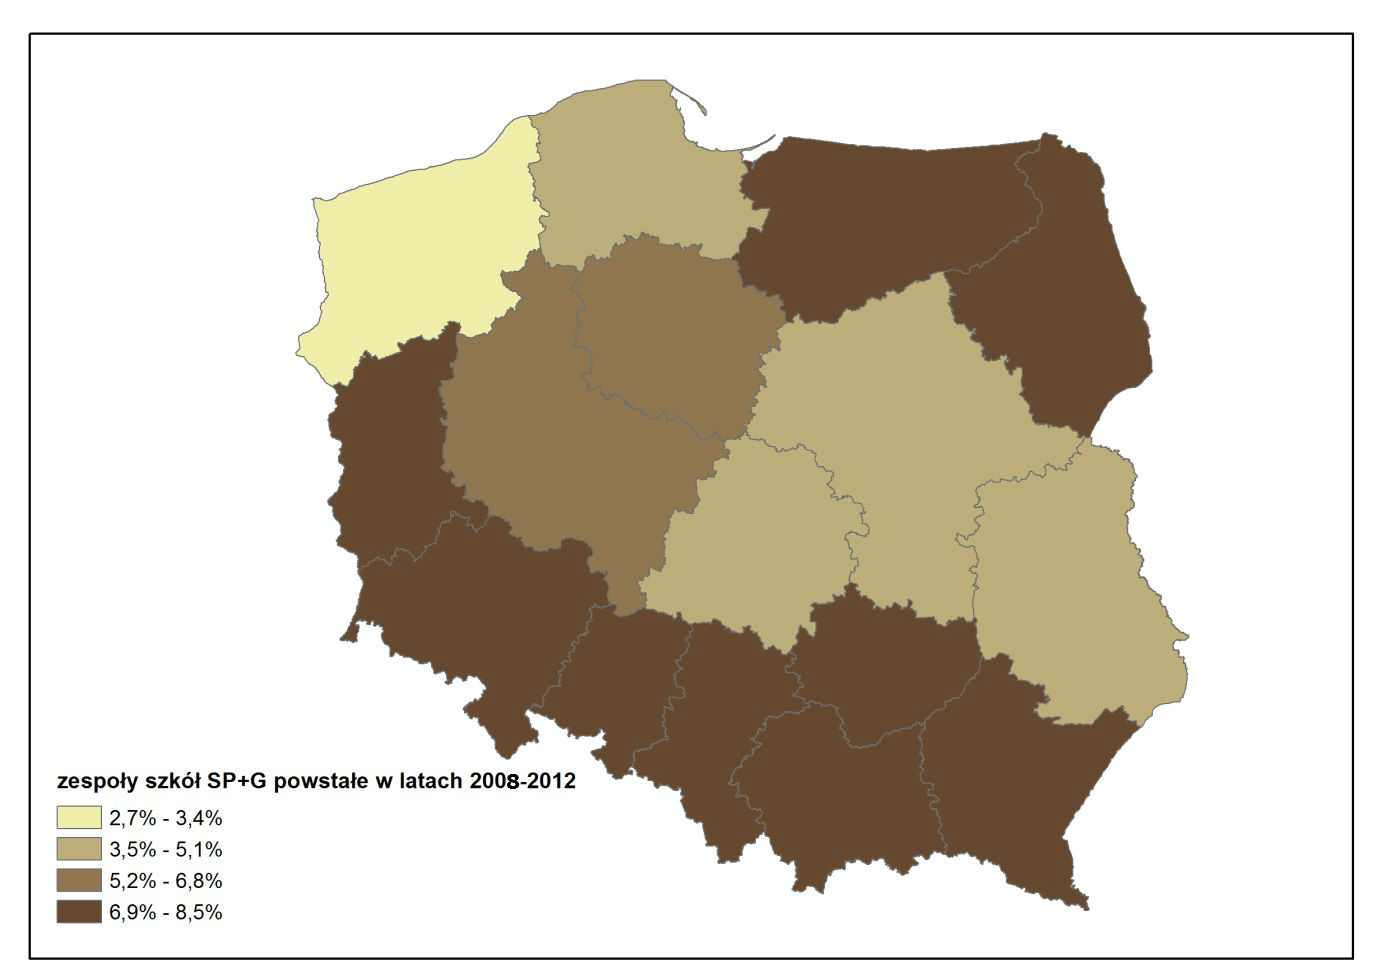 zespoły szkół SP+G powstałe w latach 2008-2012
2,7% - 3,4%
3,5% - 5,1%
5,2% - 6,8%
6,9% - 8,5%